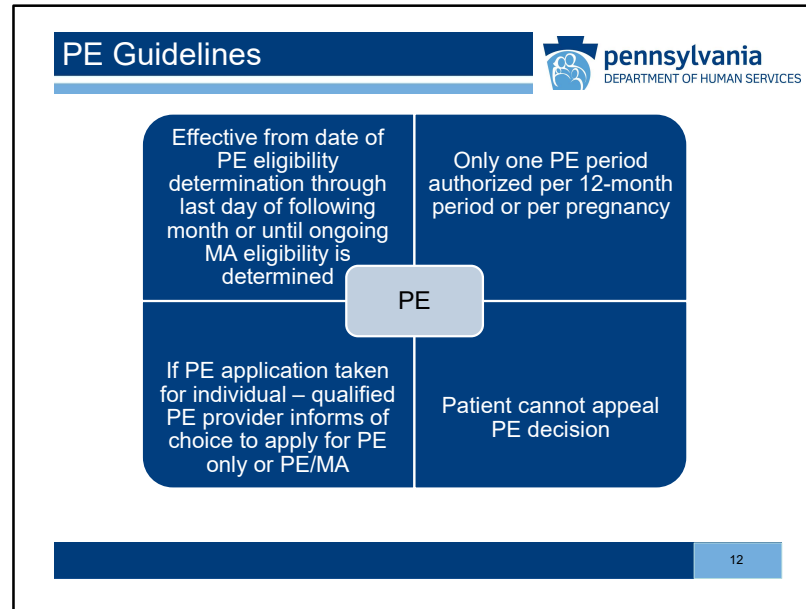 PE Guidelines
pennsylvania
DEPARTMENT OF HUMAN SERVICES
Effective from date of
PE eligibility
determination through
last day of following
month or until ongoing
MA eligibility is
determined
Only one PE period
authorized per 12-month
period or per pregnancy
PE
If PE application taken
for individual – qualified
PE provider informs of
choice to apply for PE
only or PE/MA
Patient cannot appeal
PE decision
12